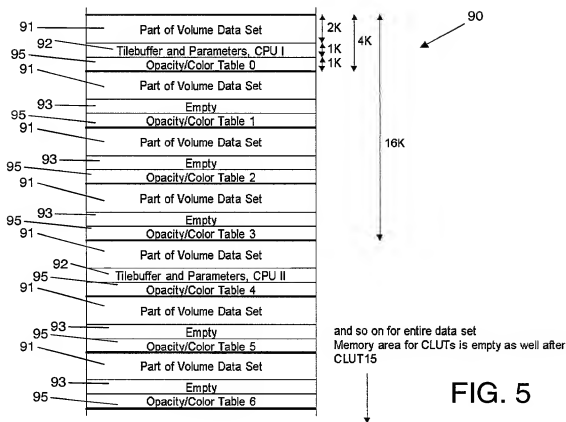 91 Part of Volume Data Set 2K 4K 90
92 Tilebuffer and Parameters, CPU I 1K
95 Opacity/Color Table 0 1K
91 Part of Volume Data Set
93 Empty
95 Opacity/Color Table 1
91 Part of Volume Data Set 16K
93 Empty
95 Opacity/Color Table 2
91 Part of Volume Data Set
93 Empty
95 Opacity/Color Table 3
91 Part of Volume Data Set
92 Tilebuffer and Parameters, CPU II
95 Opacity/Color Table 4
91 Part of Volume Data Set
93 Empty
95 Opacity/Color Table 5
91 Part of Volume Data Set
93 Empty
95 Opacity/Color Table 6
and so on for entire data set
Memory area for CLUTs is empty as well after
CLUT15
FIG. 5